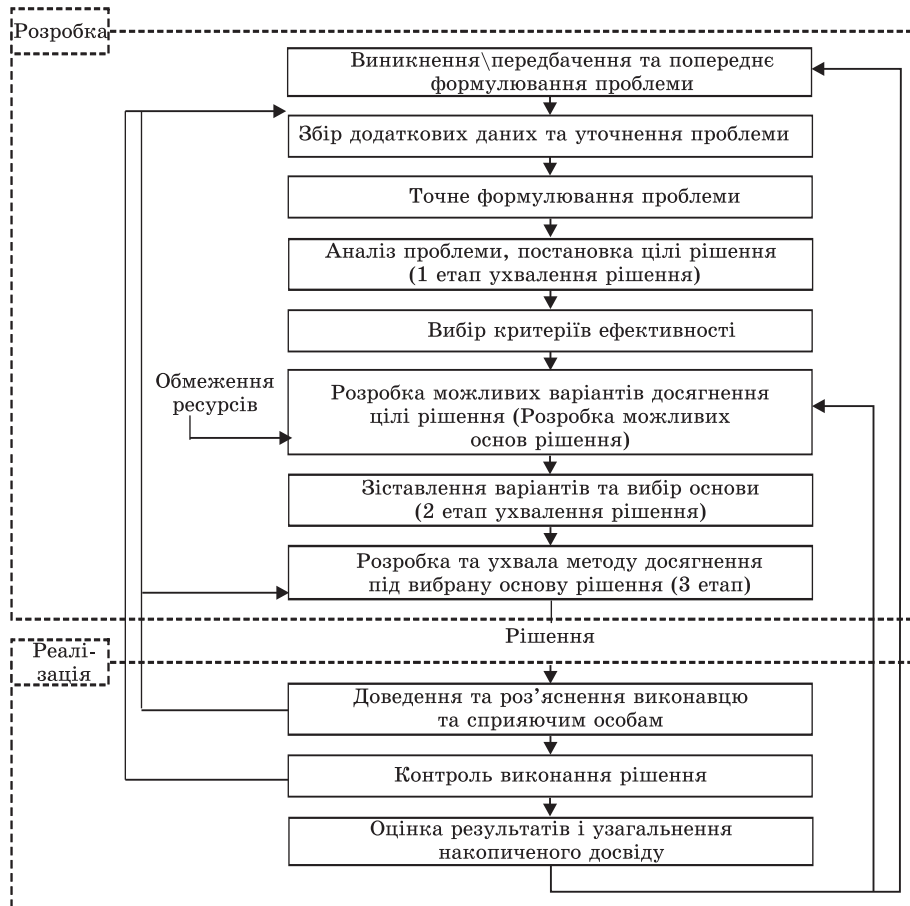 Розробка
Виникнення\передбачення та попереднє
формулювання проблеми
Збір додаткових даних та уточнення проблеми
Точне формулювання проблеми
Аналіз проблеми, постановка цілі рішення
(1 етап ухвалення рішення)
Вибір критеріїв ефективності
Обмеження
ресурсів
Розробка можливих варіантів досягнення
цілі рішення (Розробка можливих
основ рішення)
Зіставлення варіантів та вибір основи
(2 етап ухвалення рішення)
Розробка та ухвала методу досягнення
під вибрану основу рішення (3 етап)
Рішення
Реалі-
зація
Доведення та роз’яснення виконавцю
та сприяючим особам
Контроль виконання рішення
Оцінка результатів і узагальнення
накопиченого досвіду